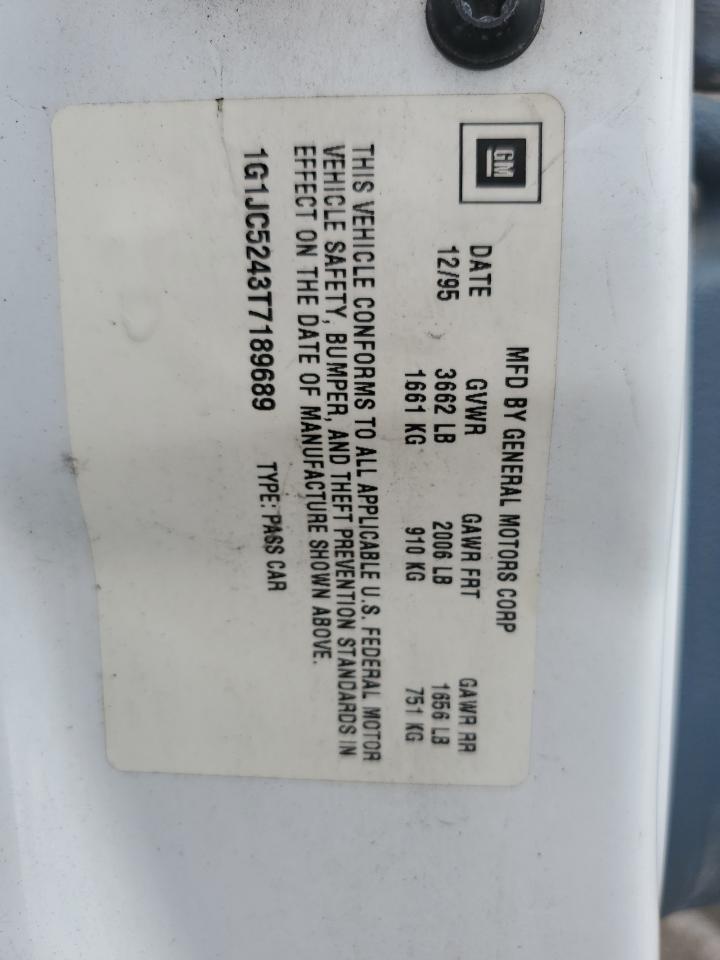 GM
MFD BY GENERAL MOTORS CORP
DATE GVWR GAWR FRT GAWR RR
12/95 3662 LB 2006 LB 1656 LB
1661 KG 910 KG 751 KG
THIS VEHICLE CONFORMS TO ALL APPLICABLE U.S. FEDERAL MOTOR
VEHICLE SAFETY, BUMPER, AND THEFT PREVENTION STANDARDS IN
EFFECT ON THE DATE OF MANUFACTURE SHOWN ABOVE.
1G1JC5243T7189689 TYPE: PASS CAR